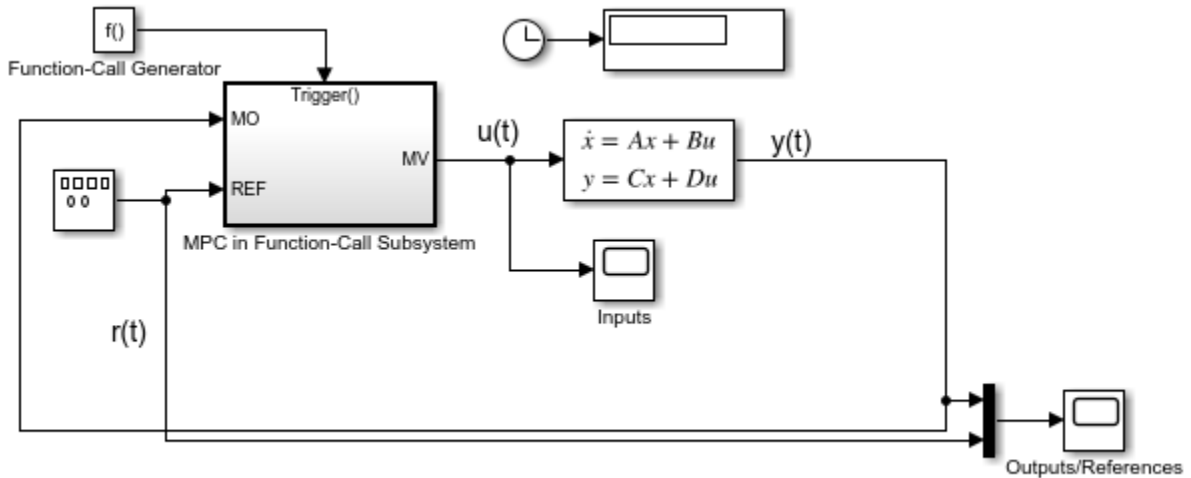 f()
Function-Call Generator
Trigger()
MO
MV
REF
MPC in Function-Call Subsystem
r(t)
u(t)
ẋ = Ax + Bu
y = Cx + Du
y(t)
Inputs
Outputs/References